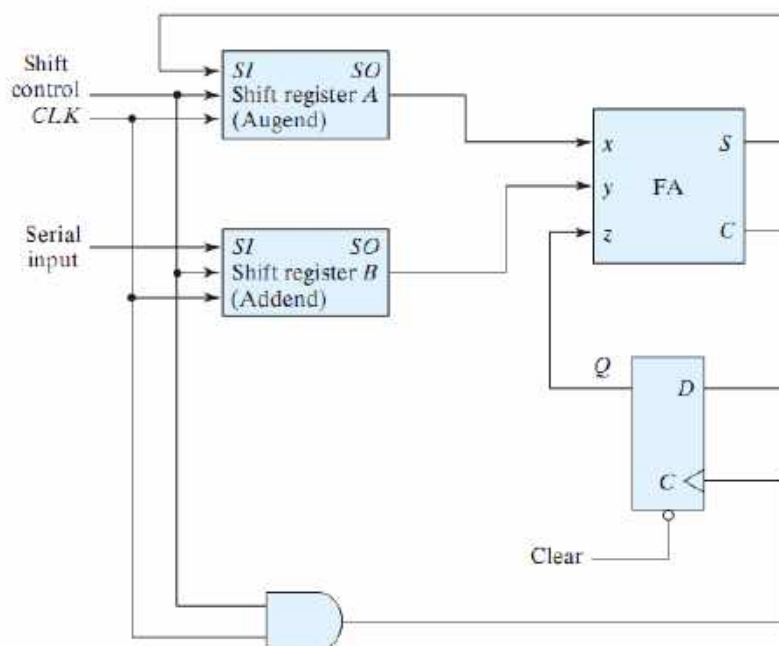 Shift
control
CLK
SI SO
Shift register A
(Augend)
x S
y FA
z C
Serial
input
SI SO
Shift register B
(Addend)
Q
D
C
Clear